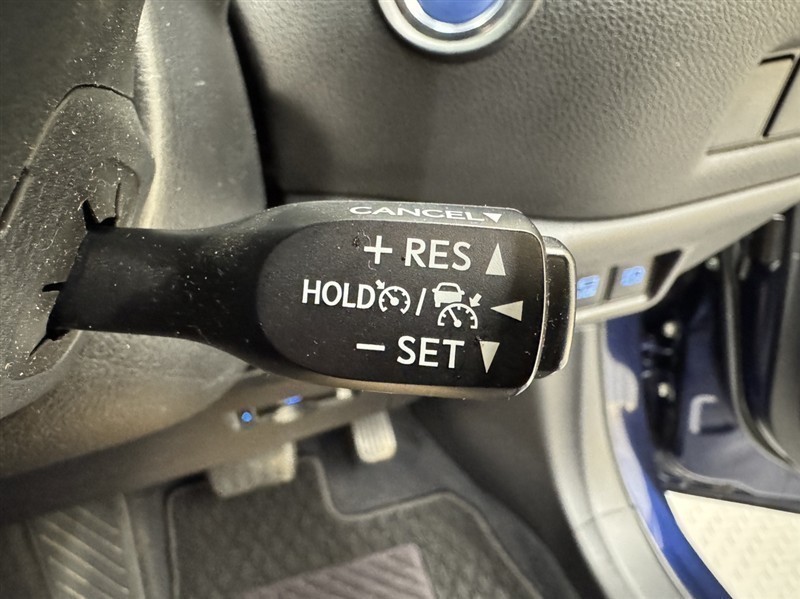 CANCEL
+ RES
HOLD /
− SET